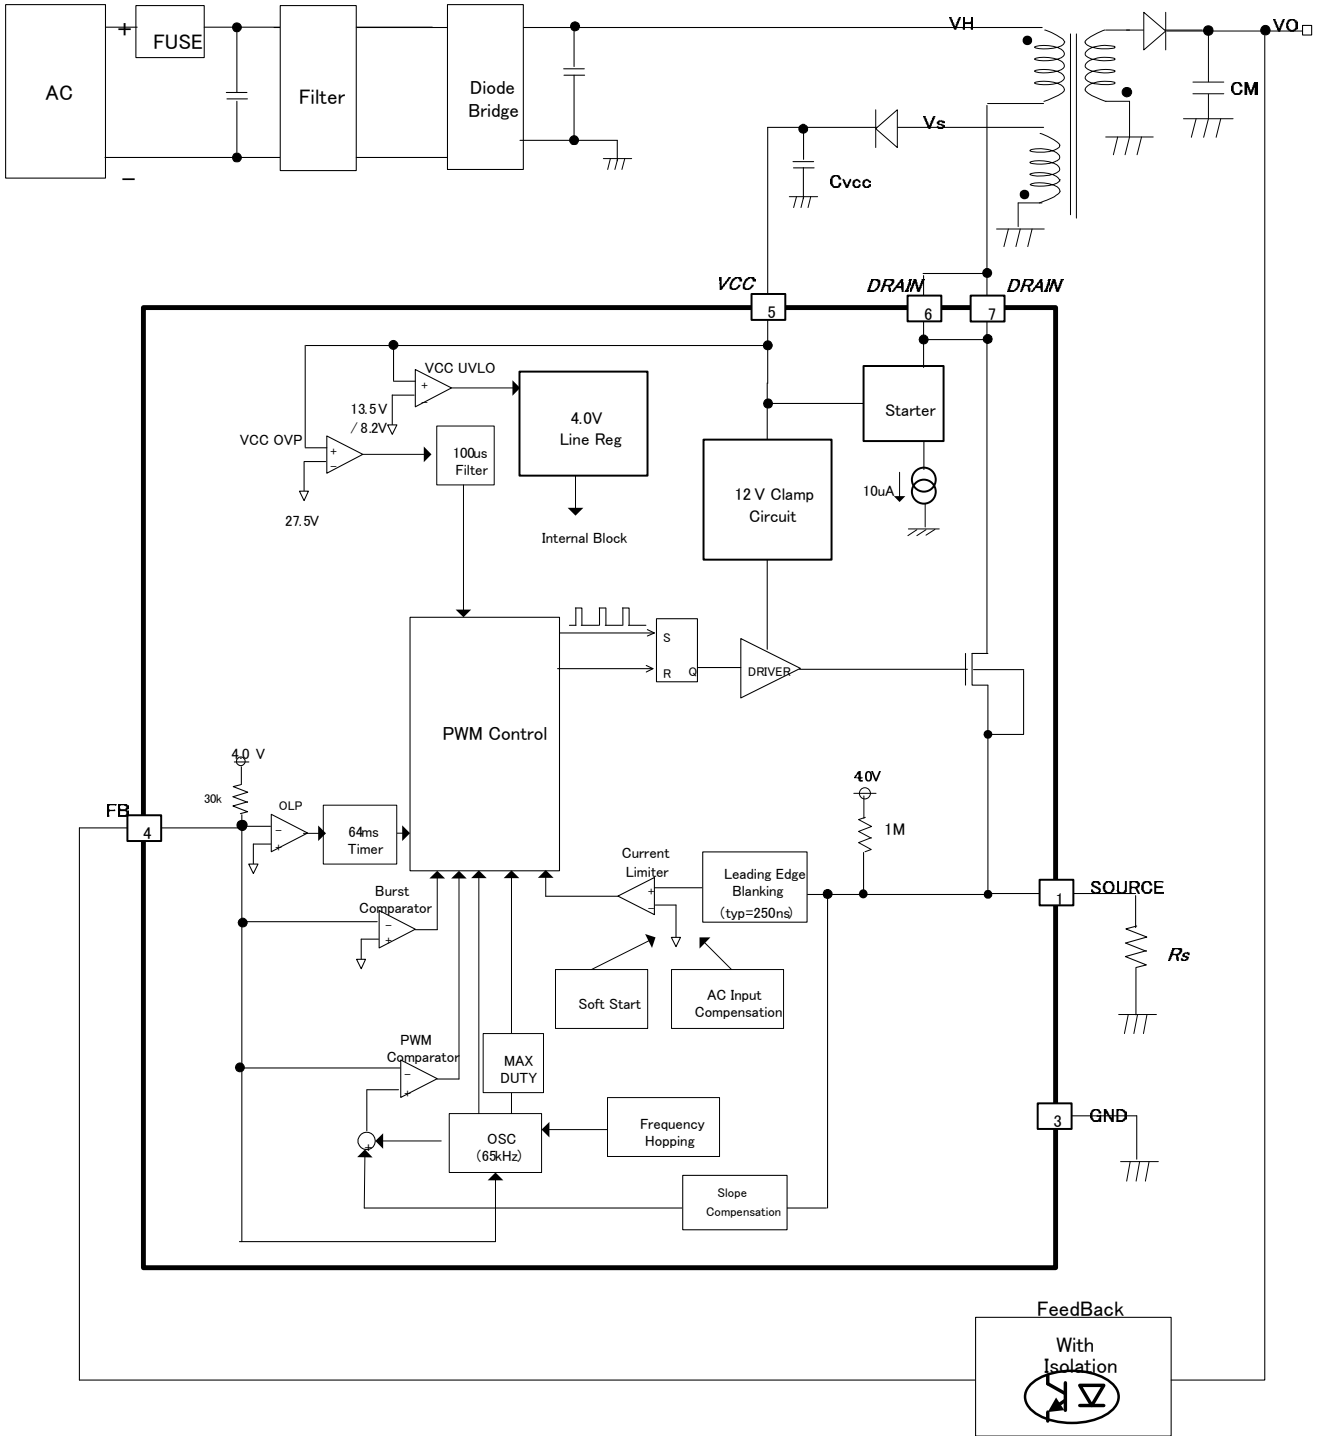 VH
VO
+
FUSE
AC
Filter
Diode
Bridge
CM
Vs
Cvcc
−
VCC
DRAIN
DRAIN
5
6
7
VCC UVLO
+
−
13.5V
/8.2V
4.0V
Line Reg
Starter
VCC OVP
+
−
100us
Filter
10uA
12V Clamp
Circuit
27.5V
Internal Block
S
R
Q
DRIVER
PWM Control
4.0 V
30k
4.0V
1M
FB
4
OLP
−
+
64ms
Timer
Current
Limiter
+
−
Leading Edge
Blanking
(typ=250ns)
1
SOURCE
Burst
Comparator
−
+
Rs
Soft Start
AC Input
Compensation
PWM
Comparator
−
+
MAX
DUTY
3
GND
+
OSC
(65kHz)
Frequency
Hopping
Slope
Compensation
FeedBack
With
Isolation